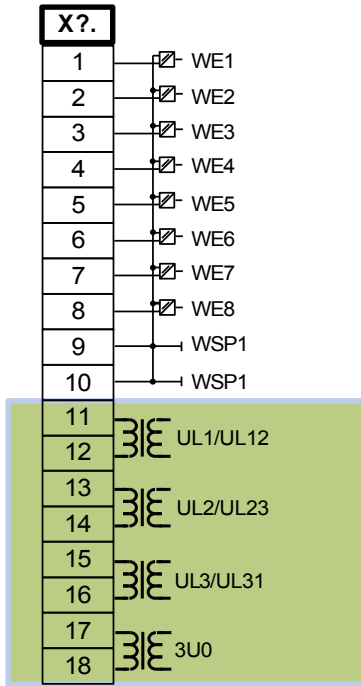 X?.
1 WE1
2 WE2
3 WE3
4 WE4
5 WE5
6 WE6
7 WE7
8 WE8
9 WSP1
10 WSP1
11
UL1/UL12
12
13
UL2/UL23
14
15
UL3/UL31
16
17
3U0
18